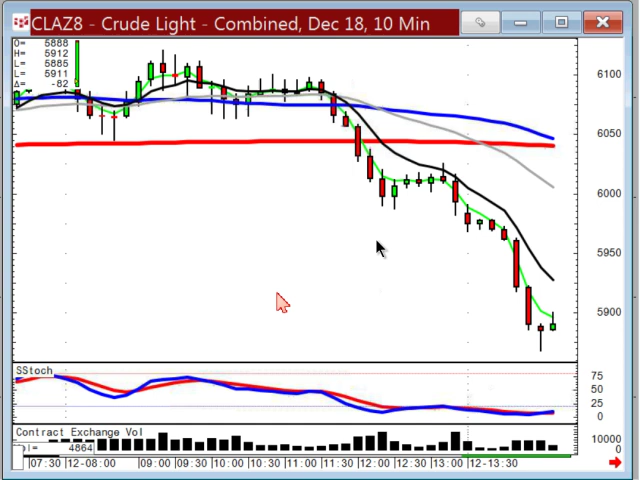 CLAZ8 - Crude Light - Combined, Dec 18, 10 Min
O= 5888
H= 5912
L= 5885
L= 5911
Δ= -82
6100
6050
6000
5950
5900
SStoch
75
50
25
0
Contract Exchange Vol
Vol= 4864
10000
0
07:30 12-08:00 09:00 09:30 10:00 10:30 11:00 11:30 12:00 12:30 13:00 12-13:30